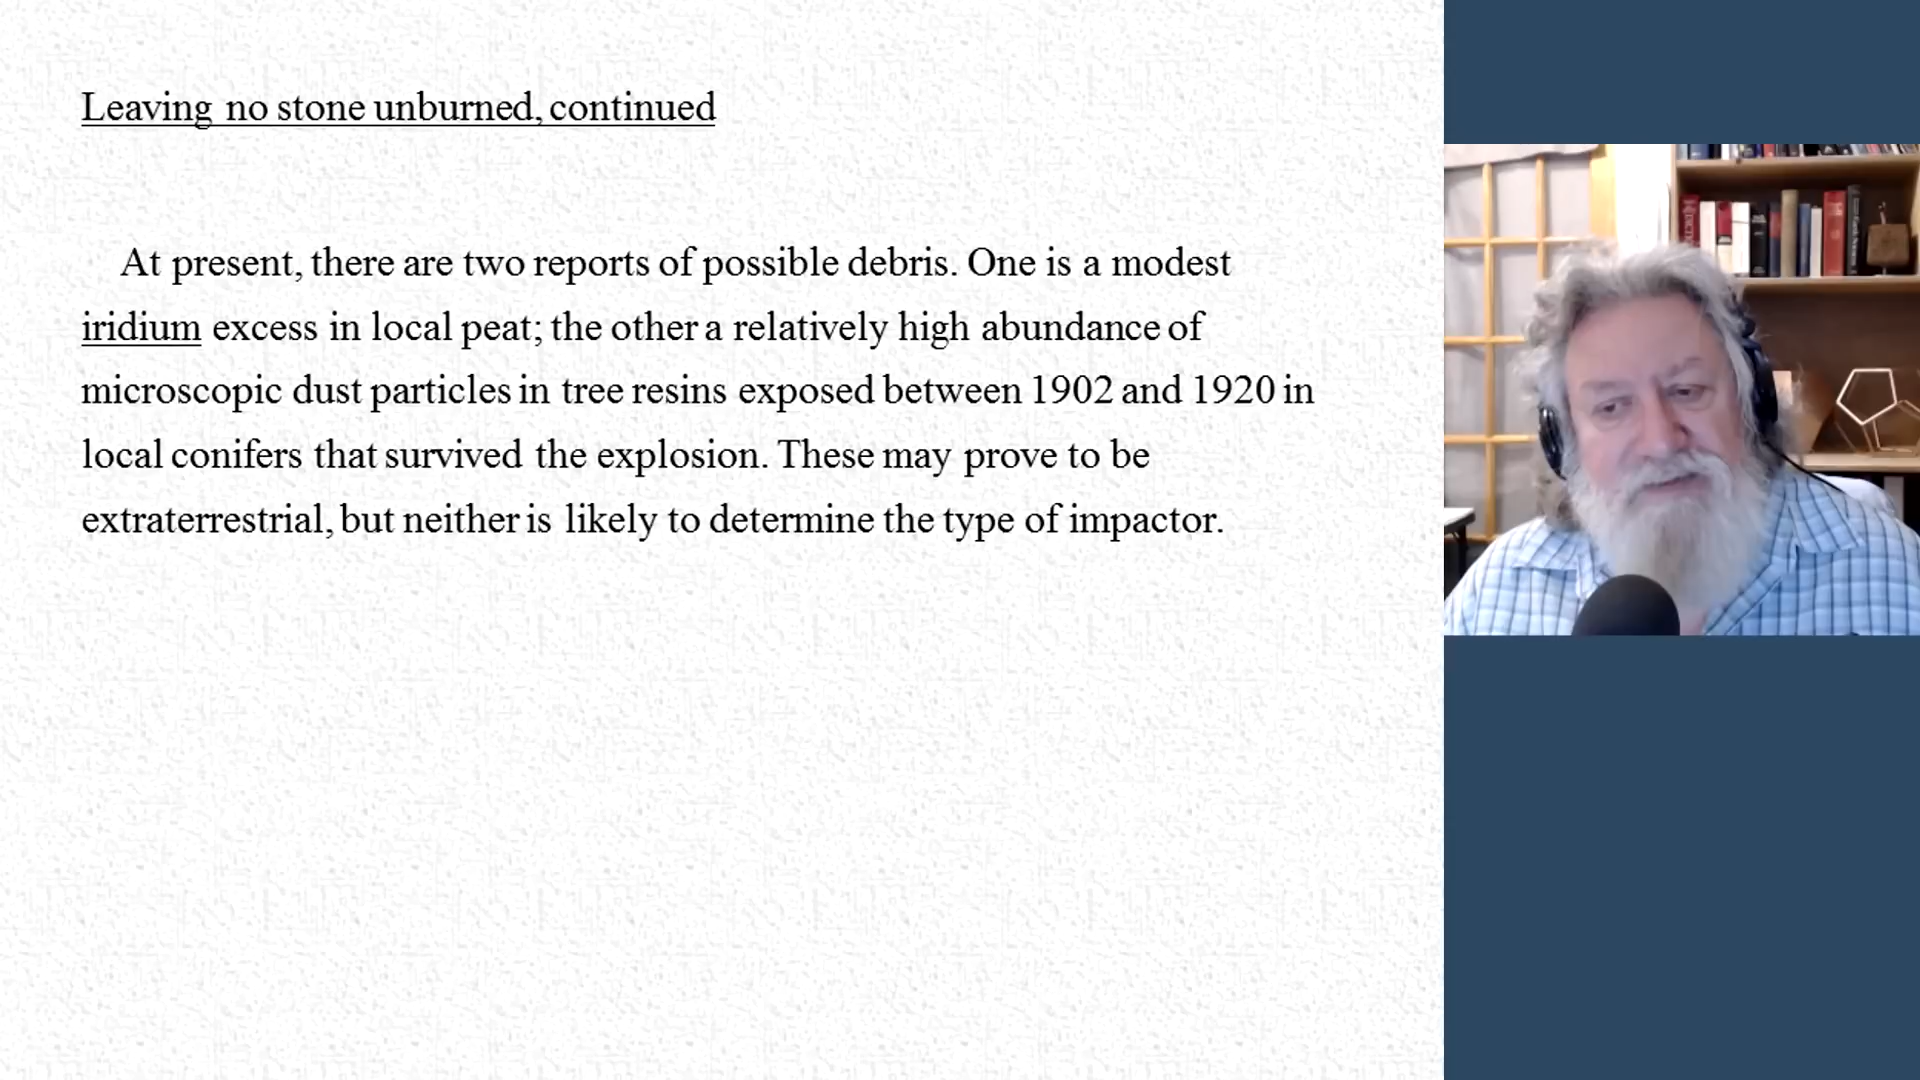 Leaving no stone unburned, continued
At present, there are two reports of possible debris. One is a modest
iridium excess in local peat; the other a relatively high abundance of
microscopic dust particles in tree resins exposed between 1902 and 1920 in
local conifers that survived the explosion. These may prove to be
extraterrestrial, but neither is likely to determine the type of impactor.